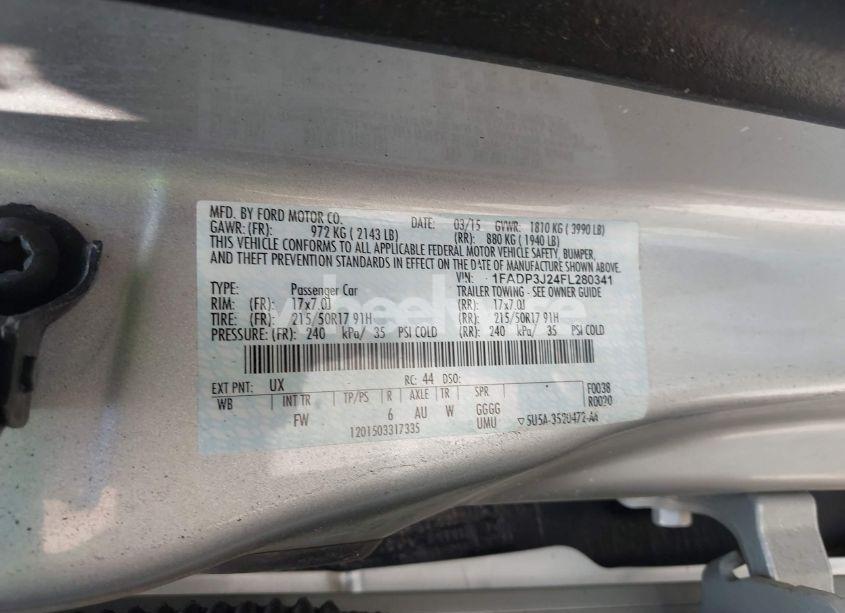 MFD. BY FORD MOTOR CO. DATE: 03/15 GVWR: 1810 KG ( 3990 LB)
GAWR: (FR): 972 KG ( 2143 LB) (RR): 880 KG ( 1940 LB)
THIS VEHICLE CONFORMS TO ALL APPLICABLE FEDERAL MOTOR VEHICLE SAFETY, BUMPER,
AND THEFT PREVENTION STANDARDS IN EFFECT ON THE DATE OF MANUFACTURE SHOWN ABOVE.
VIN: 1FADP3J24FL280341
TYPE: Passenger Car TRAILER TOWING - SEE OWNER GUIDE
RIM: (FR): 17x7.0J (RR): 17x7.0J
TIRE: (FR): 215/50R17 91H (RR): 215/50R17 91H
PRESSURE: (FR): 240 kPa/ 35 PSI COLD (RR): 240 kPa/ 35 PSI COLD
EXT PNT: UX RC: 44 DSO: F0038
WB INT TR TP/PS R AXLE TR SPR R0020
FW 6 AU W GGGG
1201503317335 UMU ▽5U5A-3520472-AA